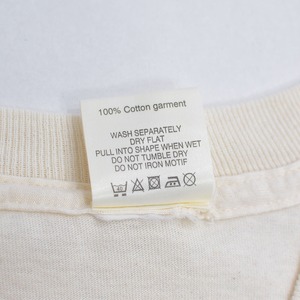 100% Cotton garment
WASH SEPARATELY
DRY FLAT
PULL INTO SHAPE WHEN WET
DO NOT TUMBLE DRY
DO NOT IRON MOTIF